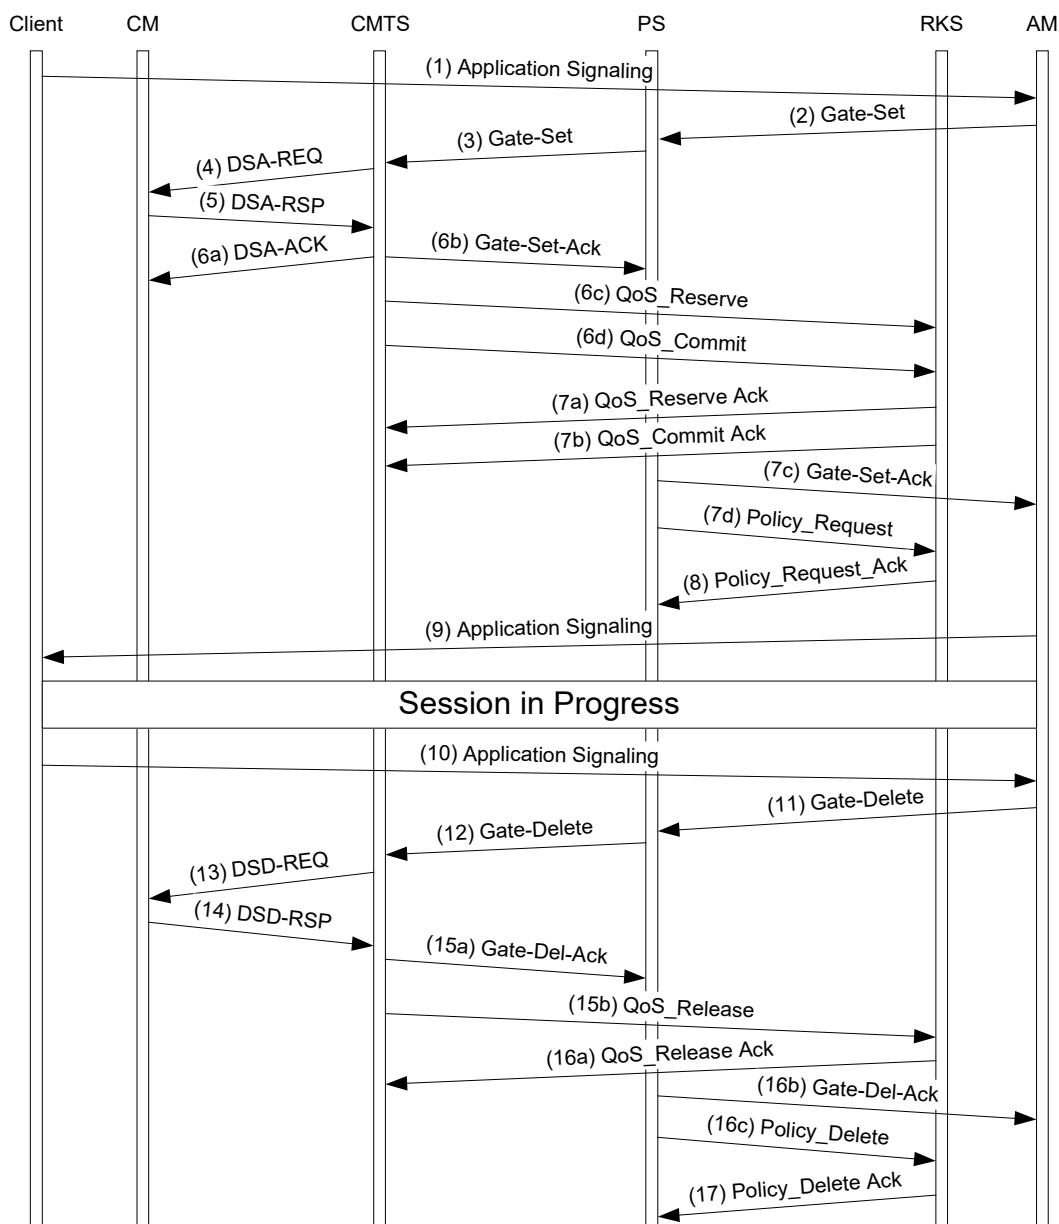 Client CM CMTS PS RKS AM
(1) Application Signaling
(2) Gate-Set
(3) Gate-Set
(4) DSA-REQ
(5) DSA-RSP
(6a) DSA-ACK
(6b) Gate-Set-Ack
(6c) QoS_Reserve
(6d) QoS_Commit
(7a) QoS_Reserve Ack
(7b) QoS_Commit Ack
(7c) Gate-Set-Ack
(7d) Policy_Request
(8) Policy_Request_Ack
(9) Application Signaling
Session in Progress
(10) Application Signaling
(11) Gate-Delete
(12) Gate-Delete
(13) DSD-REQ
(14) DSD-RSP
(15a) Gate-Del-Ack
(15b) QoS_Release
(16a) QoS_Release Ack
(16b) Gate-Del-Ack
(16c) Policy_Delete
(17) Policy_Delete Ack